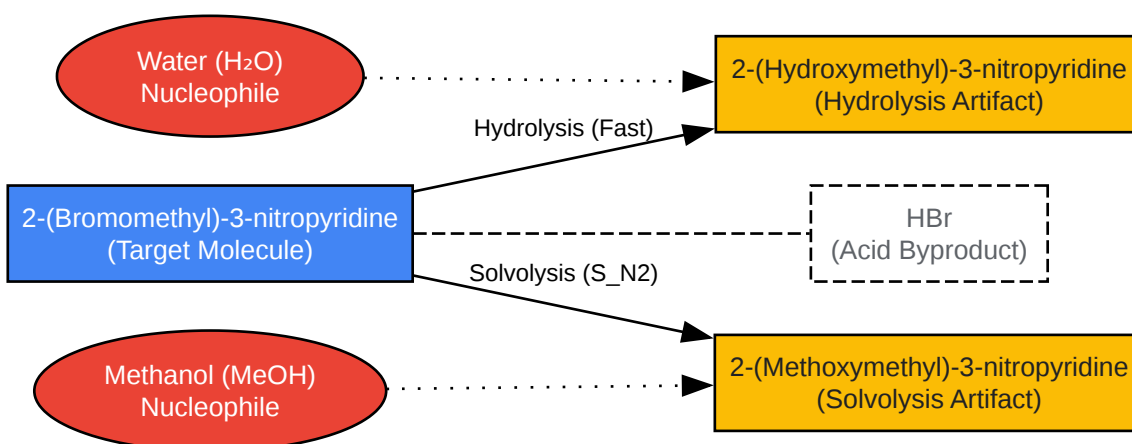 Water (H₂O)
Nucleophile
2-(Hydroxymethyl)-3-nitropyridine
(Hydrolysis Artifact)
Hydrolysis (Fast)
2-(Bromomethyl)-3-nitropyridine
(Target Molecule)
HBr
(Acid Byproduct)
Solvolysis (S_N2)
Methanol (MeOH)
Nucleophile
2-(Methoxymethyl)-3-nitropyridine
(Solvolysis Artifact)